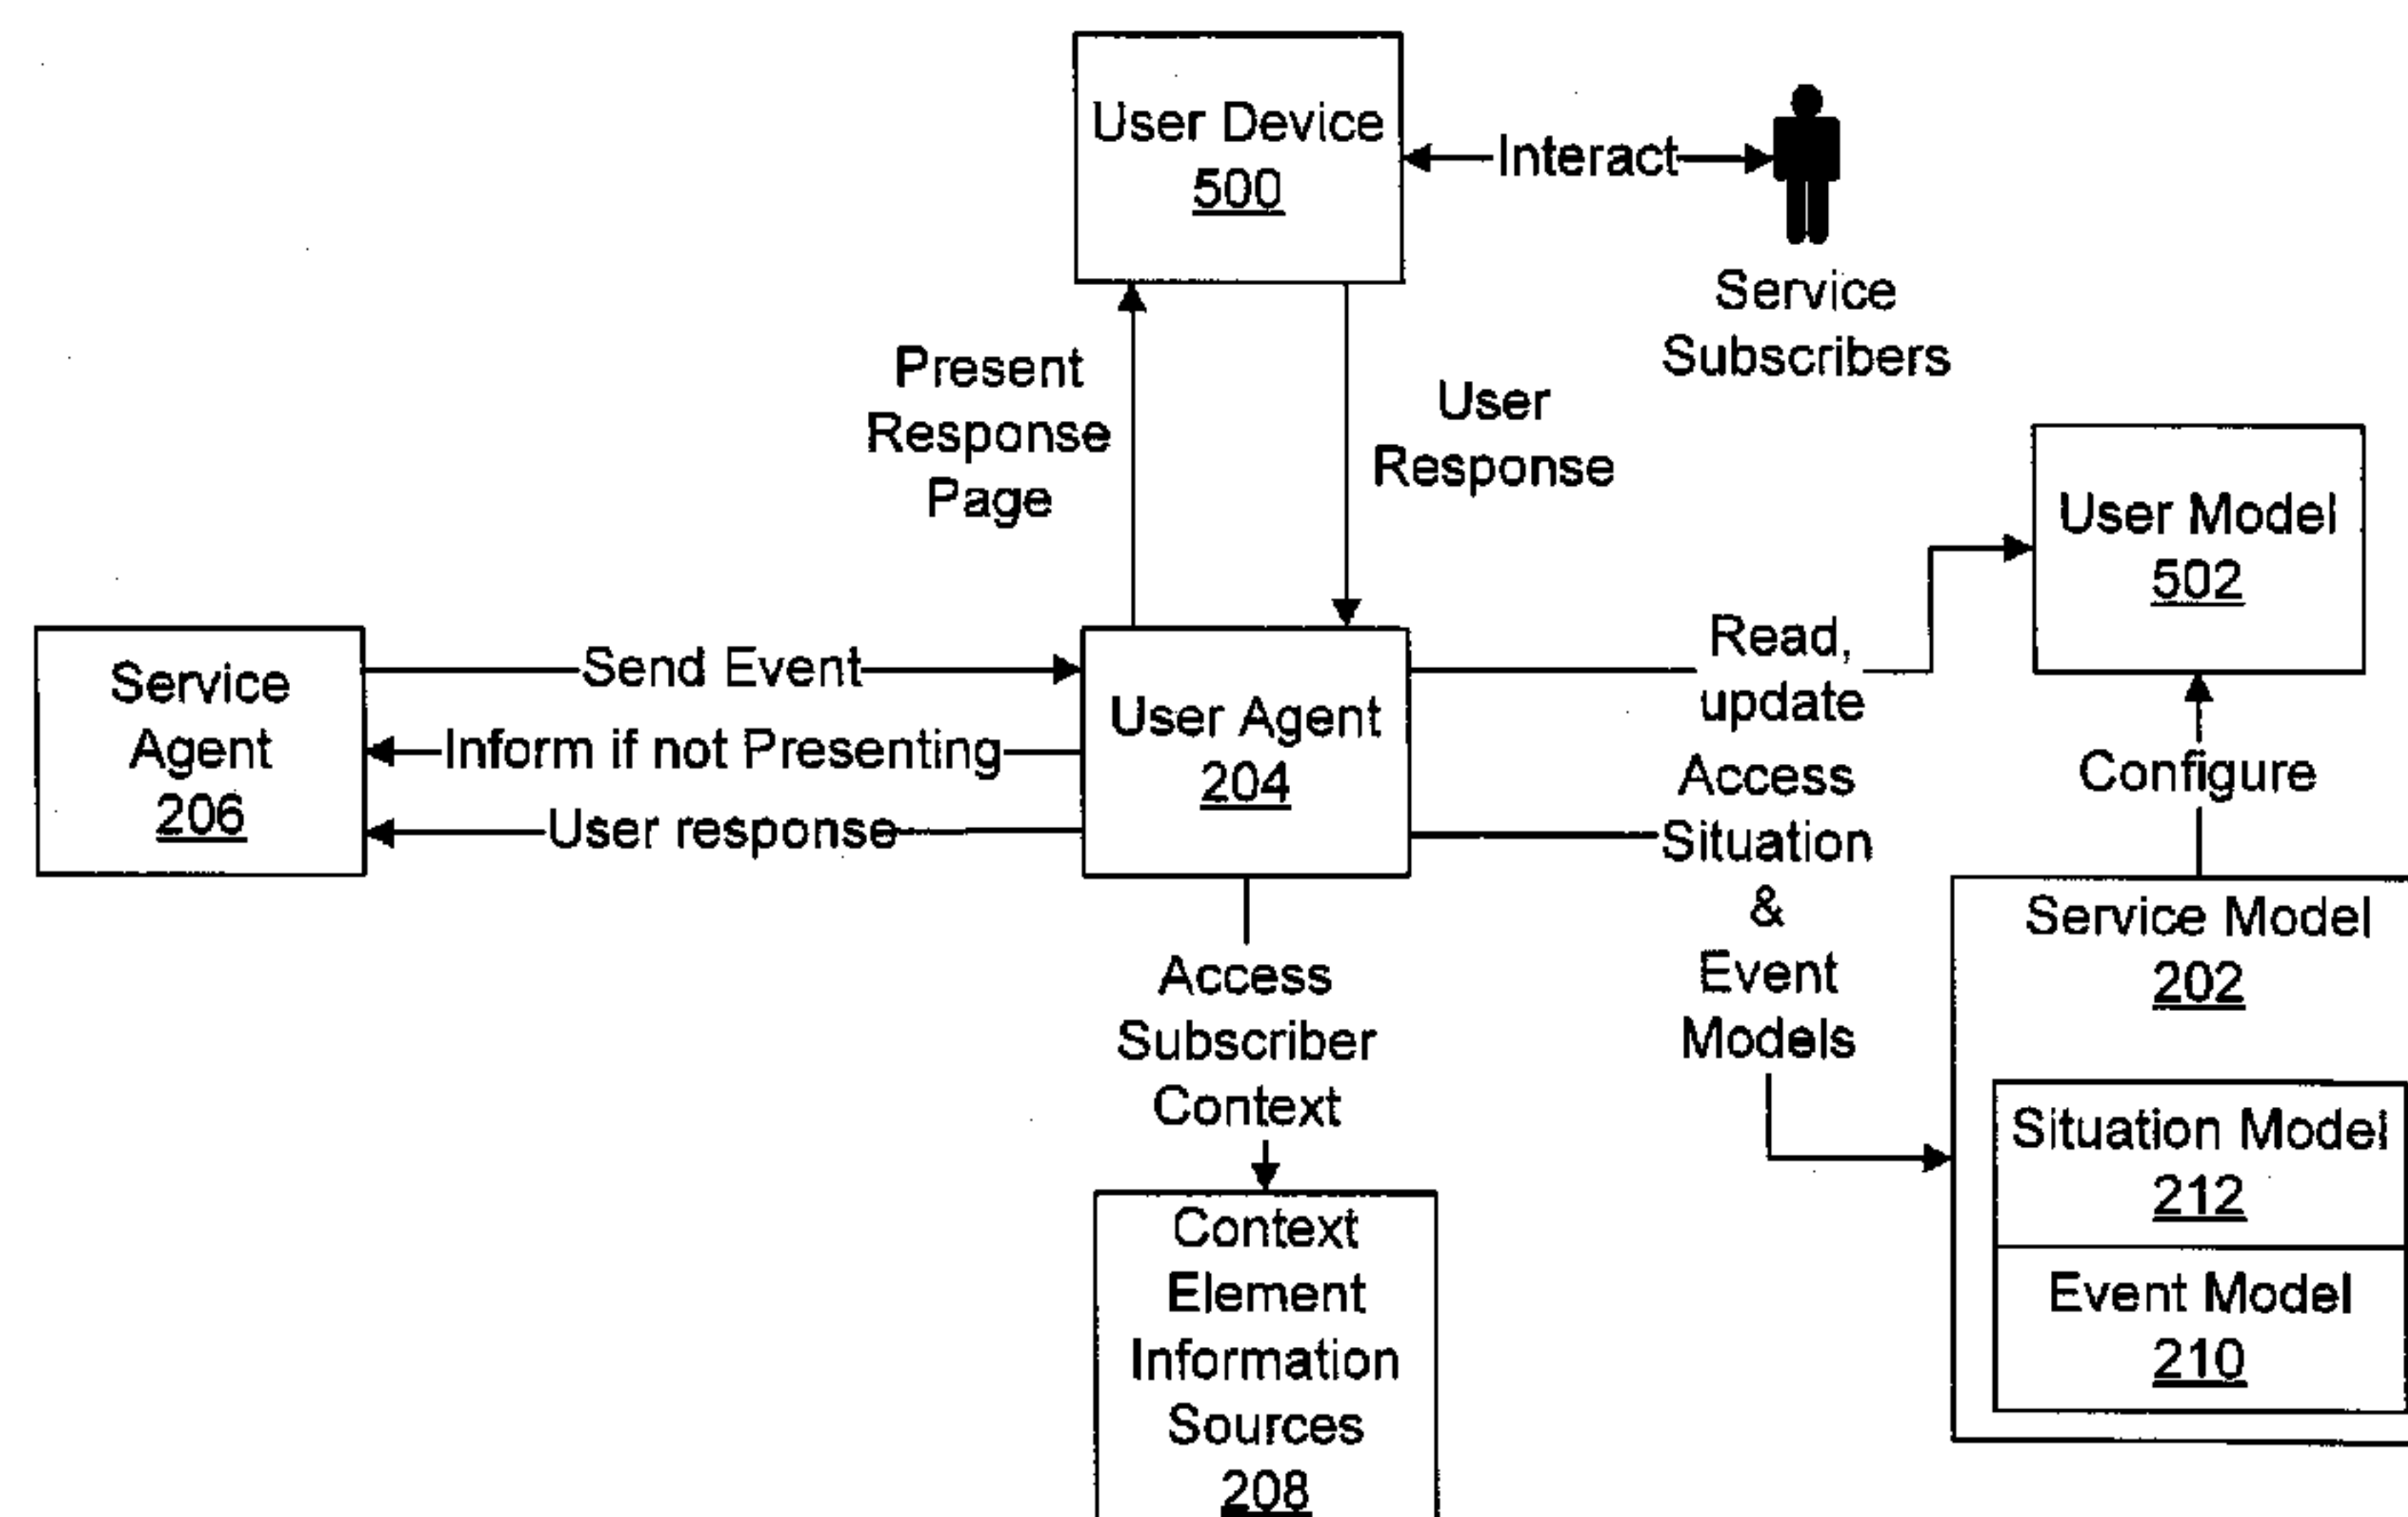 User Device
500
Interact
Service
Subscribers
Present
Response
Page
User
Response
User Model
502
Service
Agent
206
Send Event
Inform if not Presenting
User response
User Agent
204
Read,
update
Access
Situation
&
Event
Models
Configure
Service Model
202
Situation Model
212
Event Model
210
Access
Subscriber
Context
Context
Element
Information
Sources
208